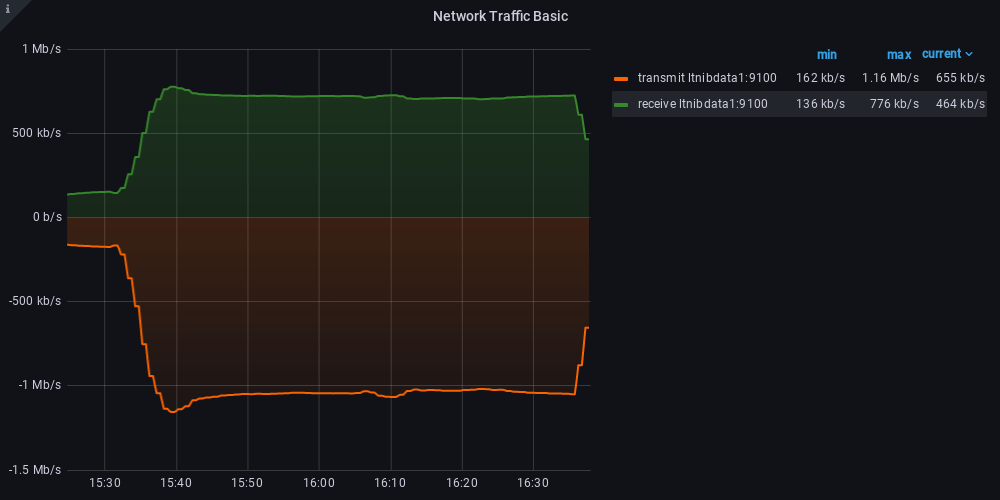 i
Network Traffic Basic
1 Mb/s
500 kb/s
0 b/s
-500 kb/s
-1 Mb/s
-1.5 Mb/s
15:30 15:40 15:50 16:00 16:10 16:20 16:30
min max current
transmit ltnibdata1:9100 162 kb/s 1.16 Mb/s 655 kb/s
receive ltnibdata1:9100 136 kb/s 776 kb/s 464 kb/s